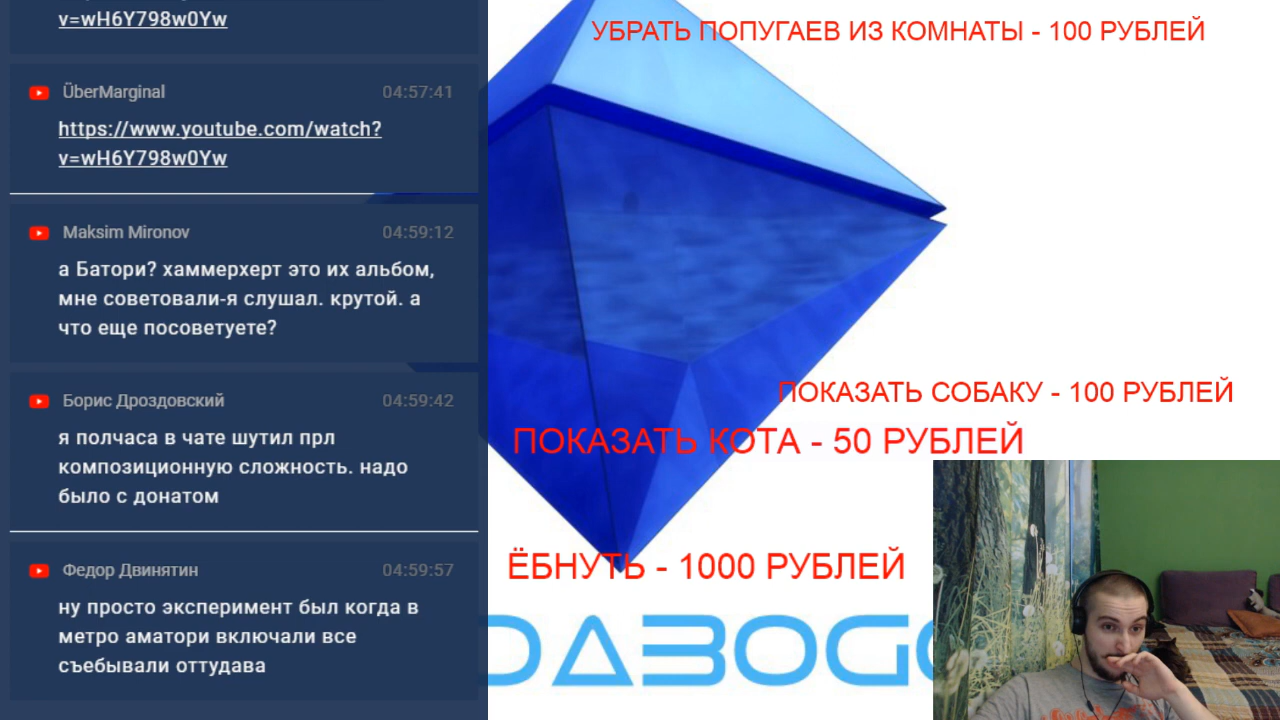 v=wH6Y798w0Yw
ÜberMarginal
04:57:41
https://www.youtube.com/watch?
v=wH6Y798w0Yw
Maksim Mironov
04:59:12
а Батори? хаммерхерт это их альбом,
мне советовали-я слушал. крутой. а
что еще посоветуете?
Борис Дроздовский
04:59:42
я полчаса в чате шутил прл
композиционную сложность. надо
было с донатом
Федор Двинятин
04:59:57
ну просто эксперимент был когда в
метро аматори включали все
съебывали оттудава
УБРАТЬ ПОПУГАЕВ ИЗ КОМНАТЫ - 100 РУБЛЕЙ
ПОКАЗАТЬ СОБАКУ - 100 РУБЛЕЙ
ПОКАЗАТЬ КОТА - 50 РУБЛЕЙ
ЁБНУТЬ - 1000 РУБЛЕЙ